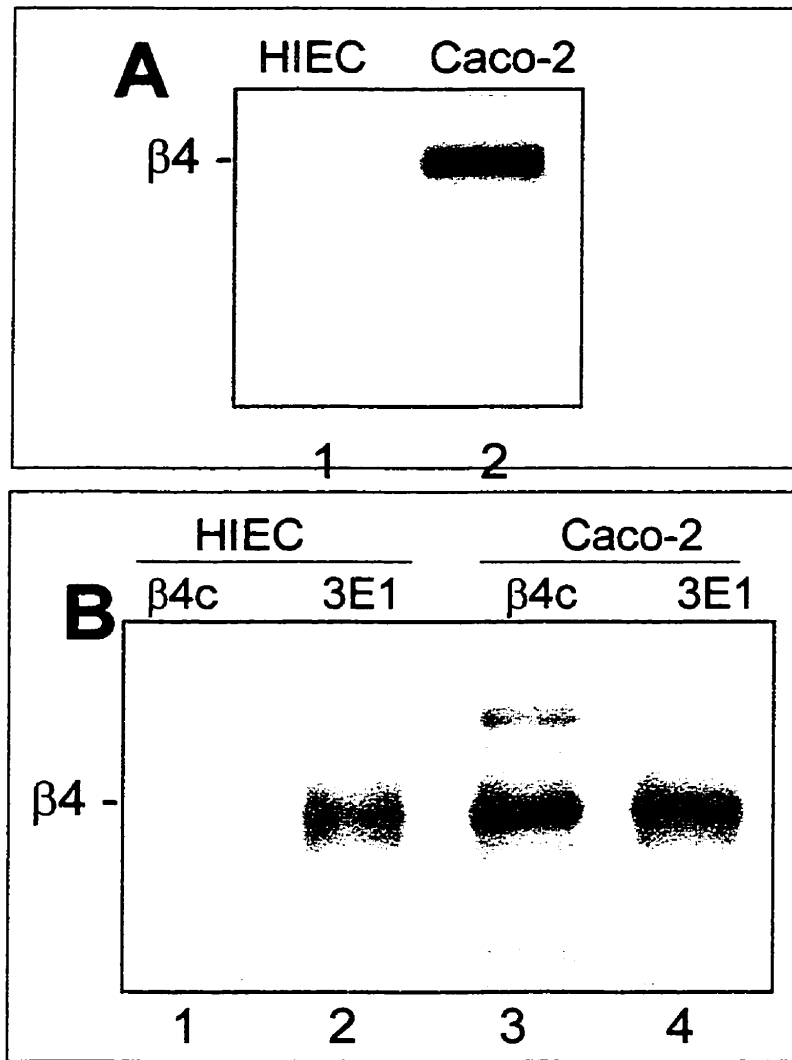 A HIEC Caco-2
β4 -
1 2
HIEC Caco-2
β4c 3E1 β4c 3E1
B
β4 -
1 2 3 4